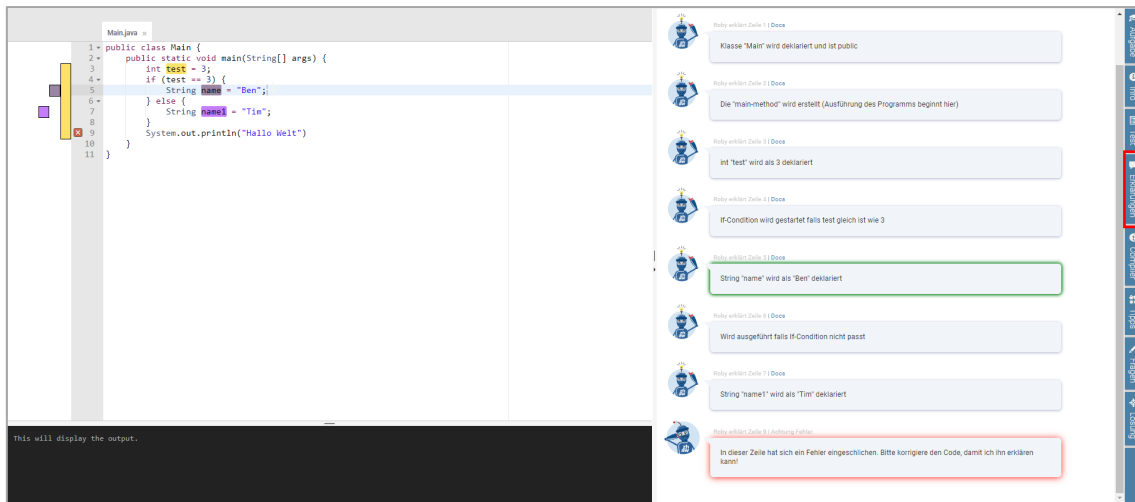 Main.java ×
1 public class Main {
2 public static void main(String[] args) {
3 int test = 3;
4 if (test == 3) {
5 String name = "Ben";
6 } else {
7 String name1 = "Tim";
8 }
9 System.out.println("Hallo Welt")
10 }
11 }
This will display the output.
Roby erklärt Zeile 1 | Docs
Klasse "Main" wird deklariert und ist public
Roby erklärt Zeile 2 | Docs
Die "main-method" wird erstellt (Ausführung des Programms beginnt hier)
Roby erklärt Zeile 3 | Docs
int "test" wird als 3 deklariert
Roby erklärt Zeile 4 | Docs
If-Condition wird gestartet falls test gleich ist wie 3
Roby erklärt Zeile 5 | Docs
String "name" wird als "Ben" deklariert
Roby erklärt Zeile 6 | Docs
Wird ausgeführt falls If-Condition nicht passt
Roby erklärt Zeile 7 | Docs
String "name1" wird als "Tim" deklariert
Roby erklärt Zeile 9 | Achtung Fehler
In dieser Zeile hat sich ein Fehler eingeschlichen. Bitte korrigiere den Code, damit ich ihn erklären
kann!
Aufgabe
Info
Test
Erklärungen
Compiler
Tipps
Fragen
Lösung